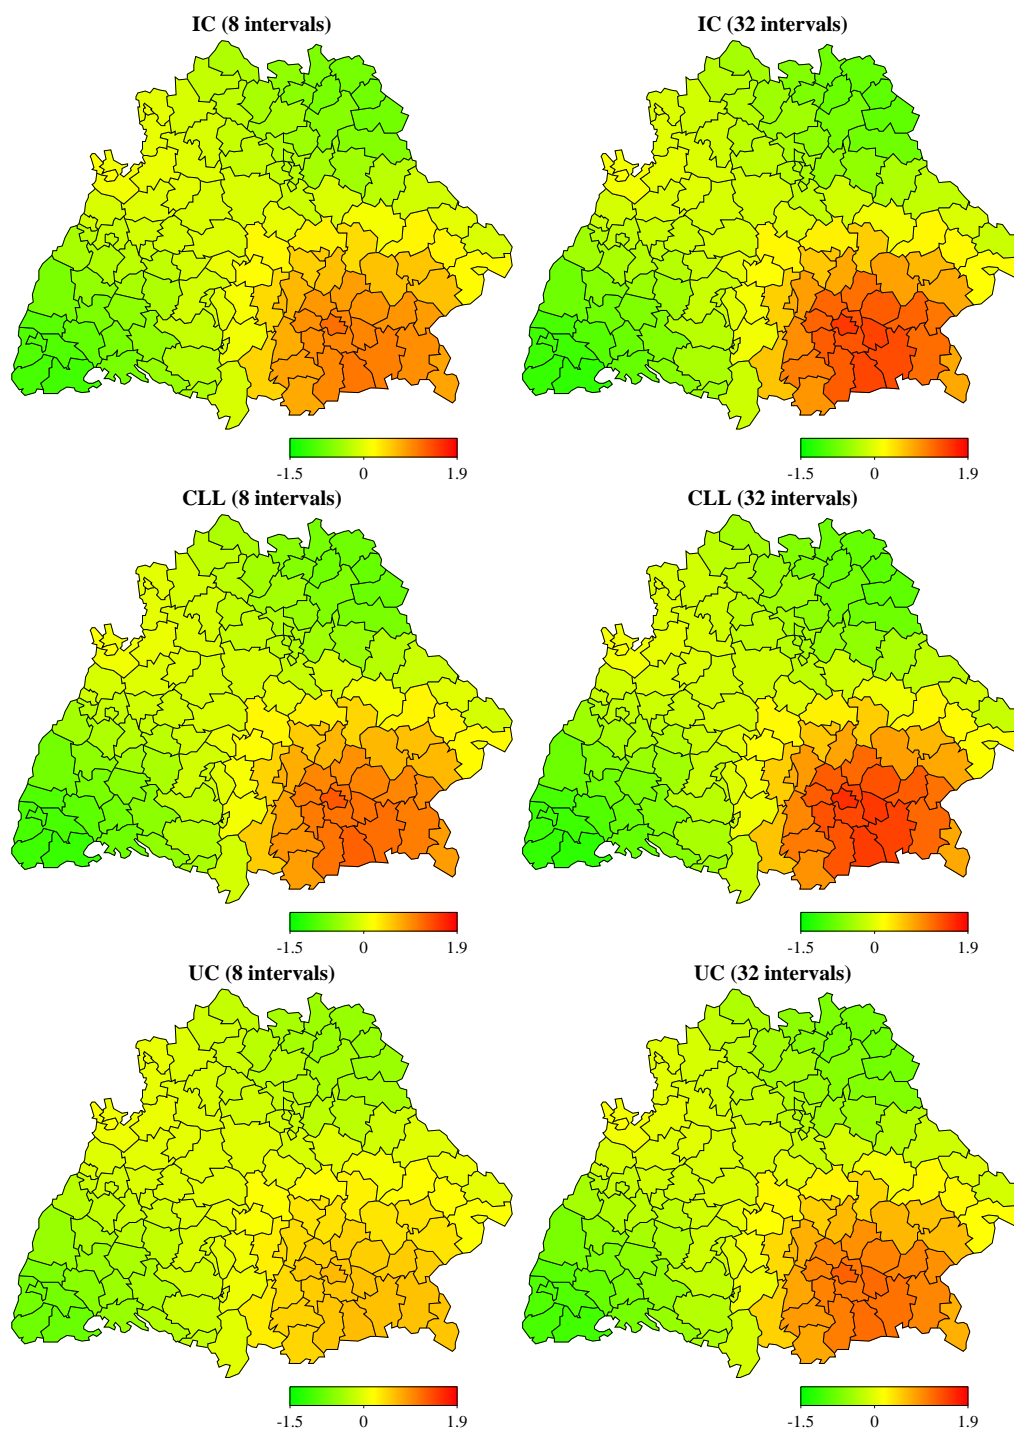 IC (8 intervals)
IC (32 intervals)
-1.5 0 1.9
-1.5 0 1.9
CLL (8 intervals)
CLL (32 intervals)
-1.5 0 1.9
-1.5 0 1.9
UC (8 intervals)
UC (32 intervals)
-1.5 0 1.9
-1.5 0 1.9